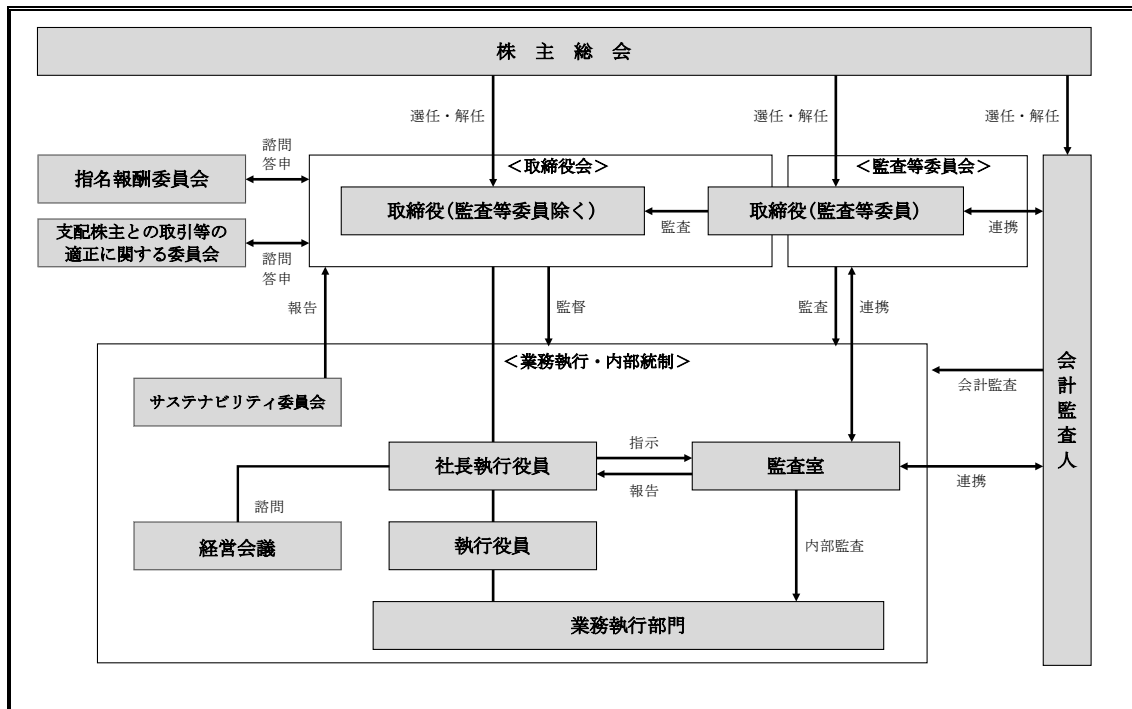 株 主 総 会
選任・解任
選任・解任
選任・解任
諮問
答申
＜取締役会＞
＜監査等委員会＞
指名報酬委員会
取締役（監査等委員除く）
監査
取締役（監査等委員）
連携
支配株主との取引等の
適正に関する委員会
諮問
答申
報告
監督
監査
連携
＜業務執行・内部統制＞
会計監査人
会計監査
サステナビリティ委員会
社長執行役員
指示
報告
監査室
連携
諮問
経営会議
執行役員
内部監査
業務執行部門